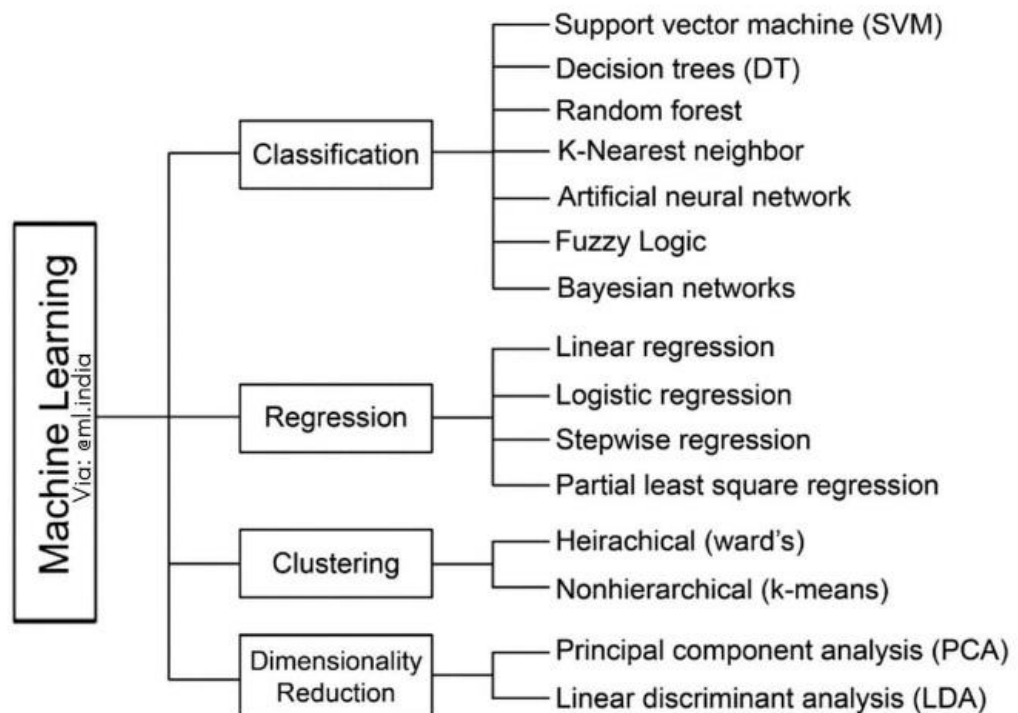 Machine Learning
Via: @ml.india
Classification
Support vector machine (SVM)
Decision trees (DT)
Random forest
K-Nearest neighbor
Artificial neural network
Fuzzy Logic
Bayesian networks
Regression
Linear regression
Logistic regression
Stepwise regression
Partial least square regression
Clustering
Heirachical (ward's)
Nonhierarchical (k-means)
Dimensionality
Reduction
Principal component analysis (PCA)
Linear discriminant analysis (LDA)